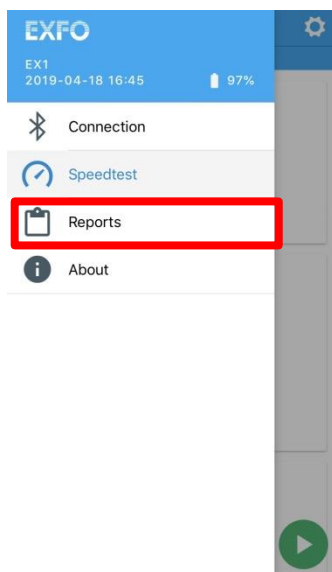 EXFO
EX1
2019-04-18 16:45 97%
Connection
Speedtest
Reports
About